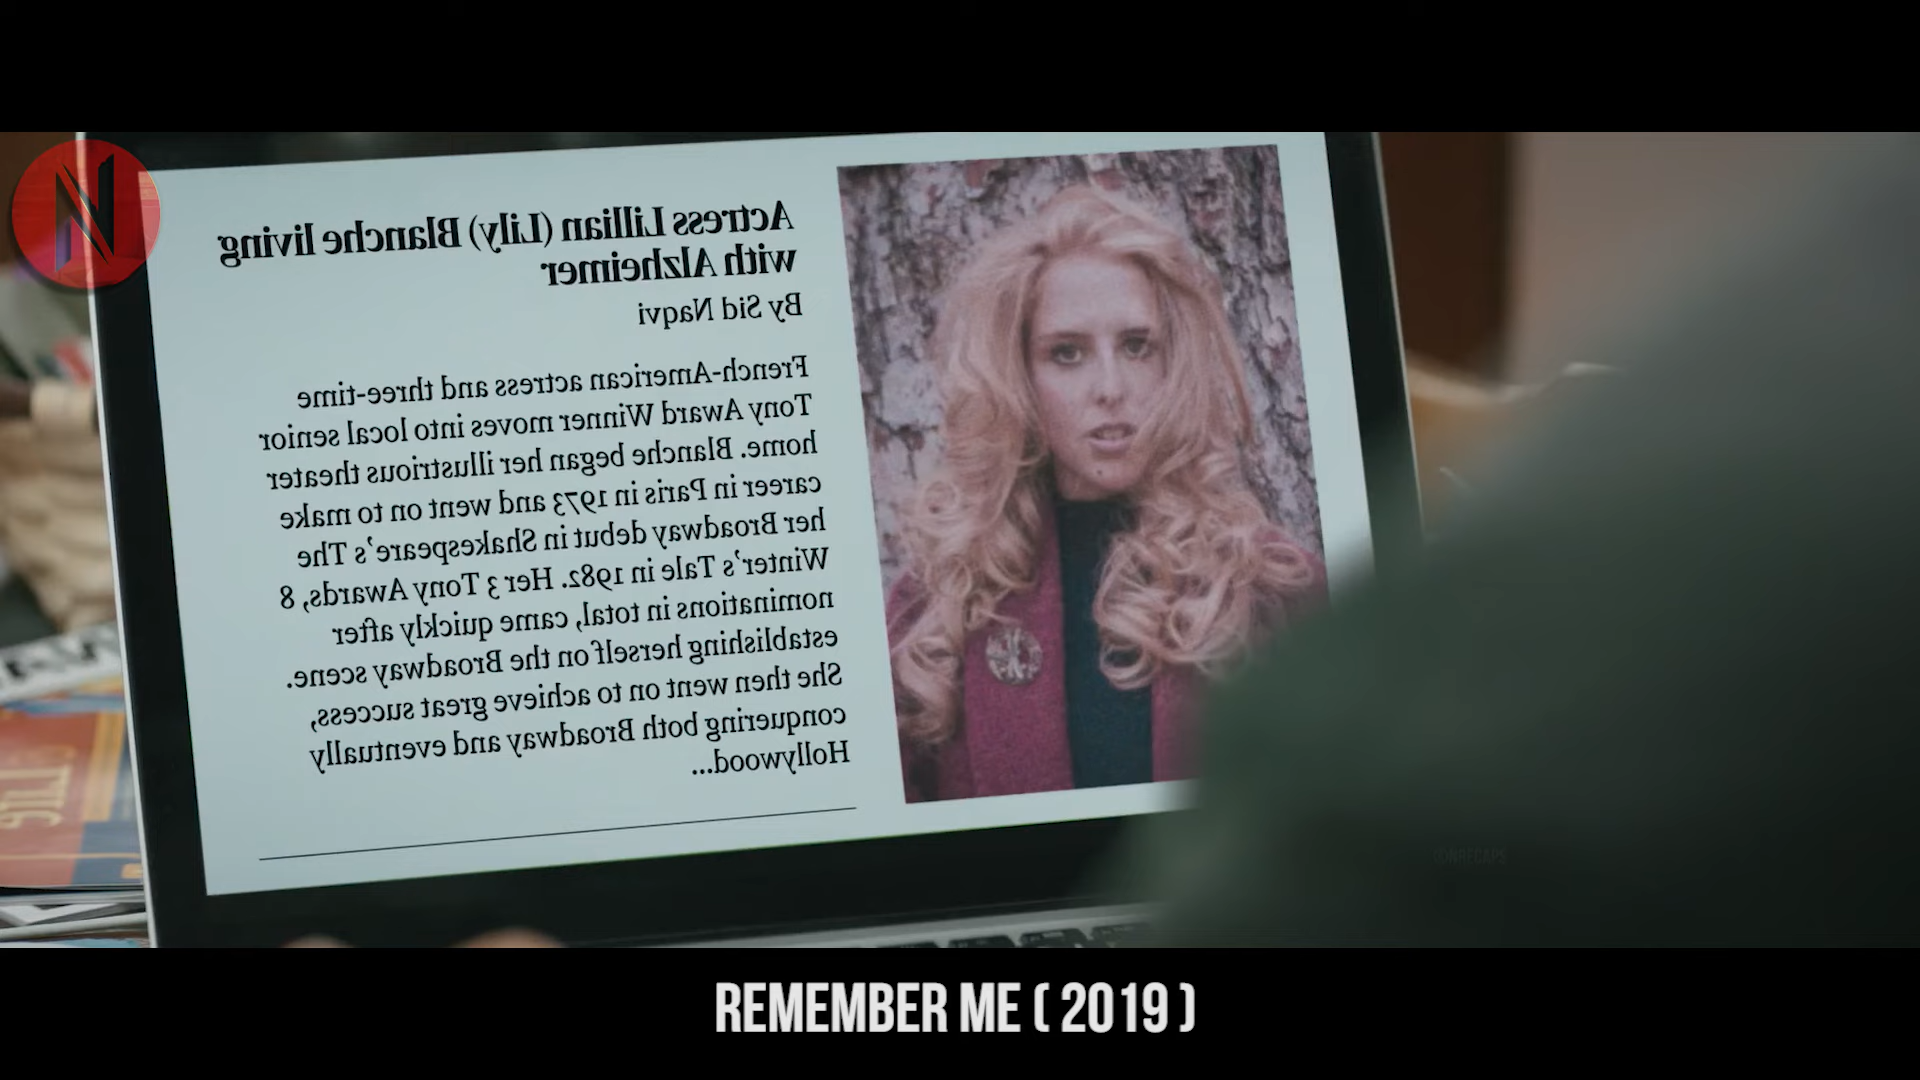 Actress Lillian (Lily) Blanche living
with Alzheimer
By Sid Naqvi
French-American actress and three-time
Tony Award Winner moves into local senior
home. Blanche began her illustrious theater
career in Paris in 1973 and went on to make
her Broadway debut in Shakespeare's The
Winter's Tale in 1982. Her 3 Tony Awards, 8
nominations in total, came quickly after
establishing herself on the Broadway scene.
She then went on to achieve great success,
conquering both Broadway and eventually
Hollywood...
N
©NRECAPS
REMEMBER ME ( 2019 )